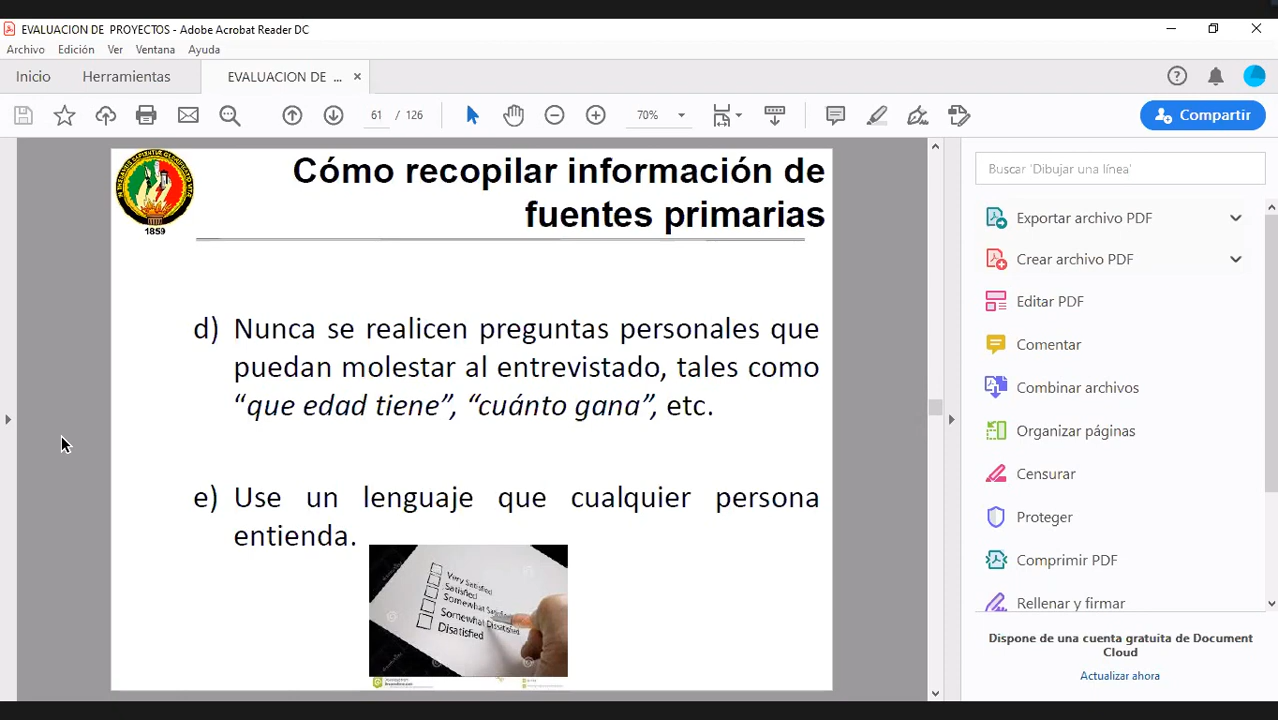 EVALUACION DE PROYECTOS - Adobe Acrobat Reader DC
Archivo Edición Ver Ventana Ayuda
Inicio Herramientas EVALUACION DE ... ×
61 / 126 70% Compartir
Cómo recopilar información de
fuentes primarias
1859
d) Nunca se realicen preguntas personales que
puedan molestar al entrevistado, tales como
“que edad tiene”, “cuánto gana”, etc.
e) Use un lenguaje que cualquier persona
entienda.
Very Satisfied
Satisfied
Somewhat Satisfied
Somewhat Dissatisfied
Disatisfied
Buscar 'Dibujar una línea'
Exportar archivo PDF
Crear archivo PDF
Editar PDF
Comentar
Combinar archivos
Organizar páginas
Censurar
Proteger
Comprimir PDF
Rellenar y firmar
Dispone de una cuenta gratuita de Document
Cloud
Actualizar ahora